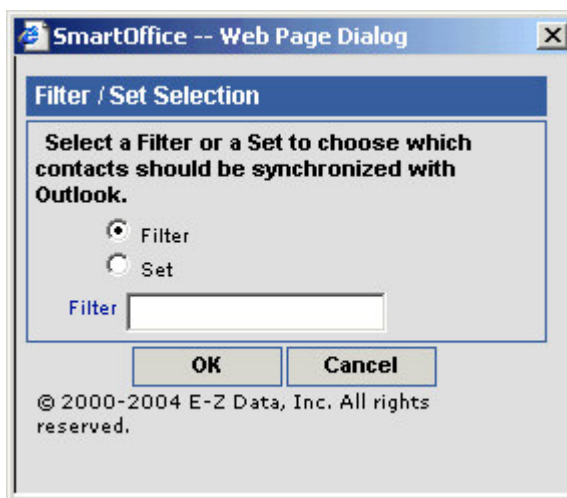 SmartOffice -- Web Page Dialog
Filter / Set Selection
Select a Filter or a Set to choose which
contacts should be synchronized with
Outlook.
Filter
Set
Filter
OK Cancel
© 2000-2004 E-Z Data, Inc. All rights
reserved.